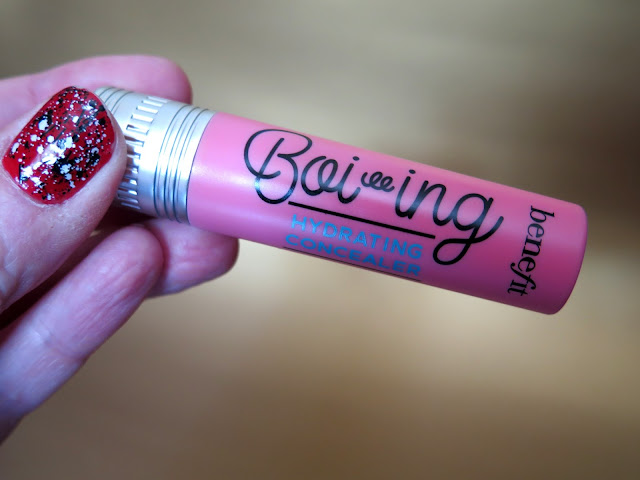 Boi-ing
HYDRATING
CONCEALER
benefit